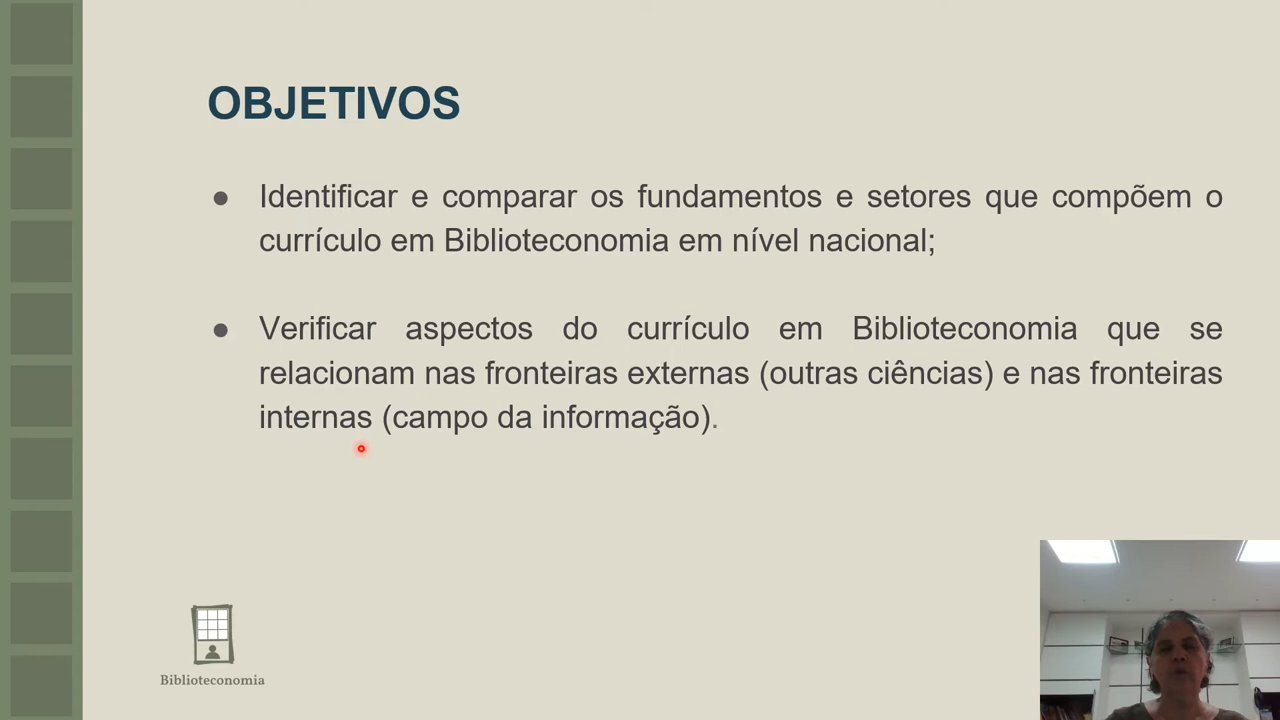 OBJETIVOS
● Identificar e comparar os fundamentos e setores que compõem o
currículo em Biblioteconomia em nível nacional;
● Verificar aspectos do currículo em Biblioteconomia que se
relacionam nas fronteiras externas (outras ciências) e nas fronteiras
internas (campo da informação).
Biblioteconomia